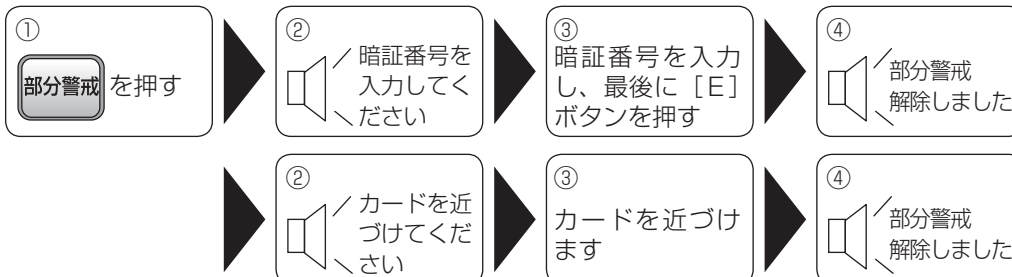 ①
部分警戒 を押す
②
暗証番号を
入力してく
ださい
③
暗証番号を入力
し、最後に［E］
ボタンを押す
④
部分警戒
解除しました
②
カードを近
づけてくだ
さい
③
カードを近づけ
ます
④
部分警戒
解除しました